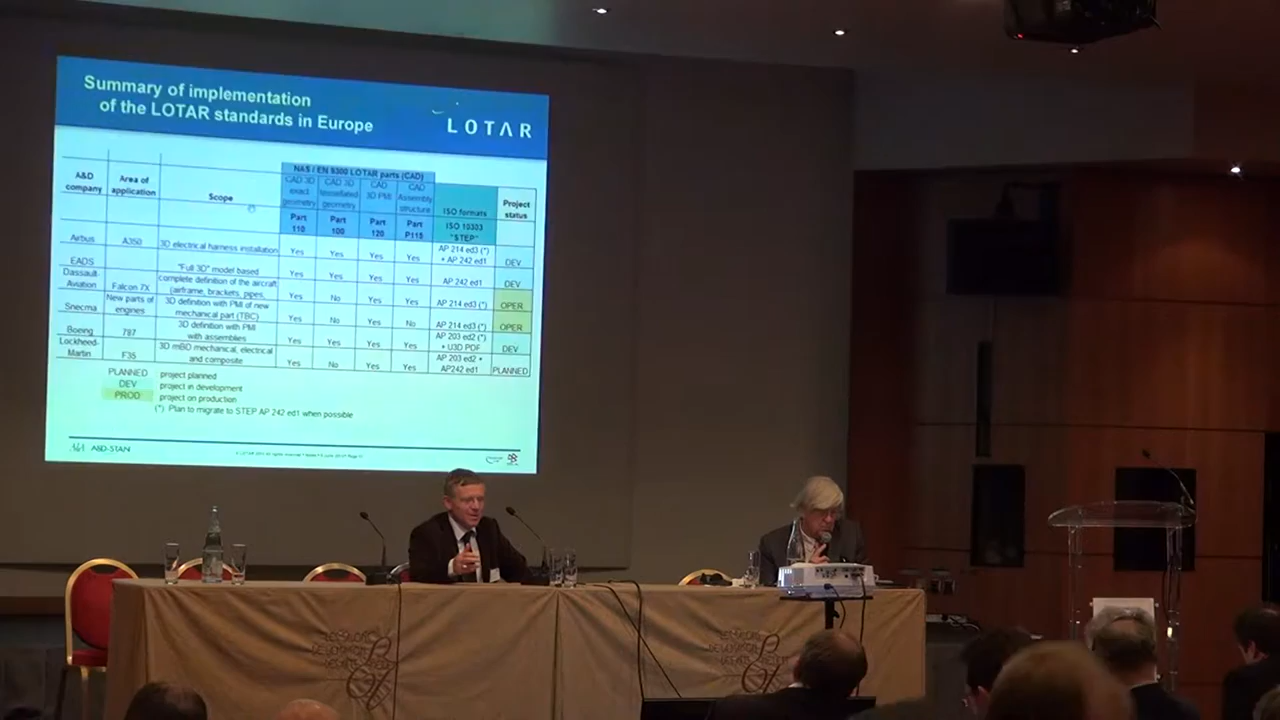 Summary of implementation
of the LOTAR standards in Europe
LOTAR
NAS / EN 9300 LOTAR parts (CAD)
A&D company
Area of application
Scope
CAD 3D exact geometry
CAD 3D tessellated geometry
CAD 3D PMI
CAD Assembly structure
ISO formats
Project status
Part 110
Part 100
Part 120
Part P115
ISO 10303 "STEP"
Airbus A350 3D electrical harness installation Yes Yes Yes Yes AP 214 ed3 (*) + AP 242 ed1 DEV
EADS "Full 3D" model based Yes Yes Yes Yes AP 242 ed1 DEV
Dassault-Aviation Falcon 7X complete definition of the aircraft (airframe, brackets, pipes, Yes No Yes Yes AP 214 ed3 (*) OPER
Snecma New parts of engines 3D definition with PMI of new mechanical part (TBC) Yes No Yes No AP 214 ed3 (*) OPER
Boeing 787 3D definition with PMI with assemblies Yes Yes Yes Yes AP 203 ed2 (*) + U3D PDF DEV
Lockheed-Martin F35 3D MBD mechanical, electrical and composite Yes No Yes Yes AP 203 ed2 + AP242 ed1 PLANNED
PLANNED project planned
DEV project in development
PROD project on production
(*) Plan to migrate to STEP AP 242 ed1 when possible
A&D-STAN